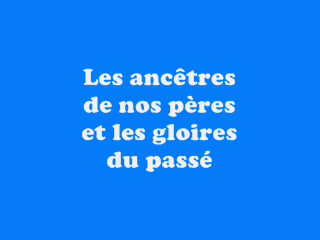 Les ancêtres
de nos pères
et les gloires
du passé